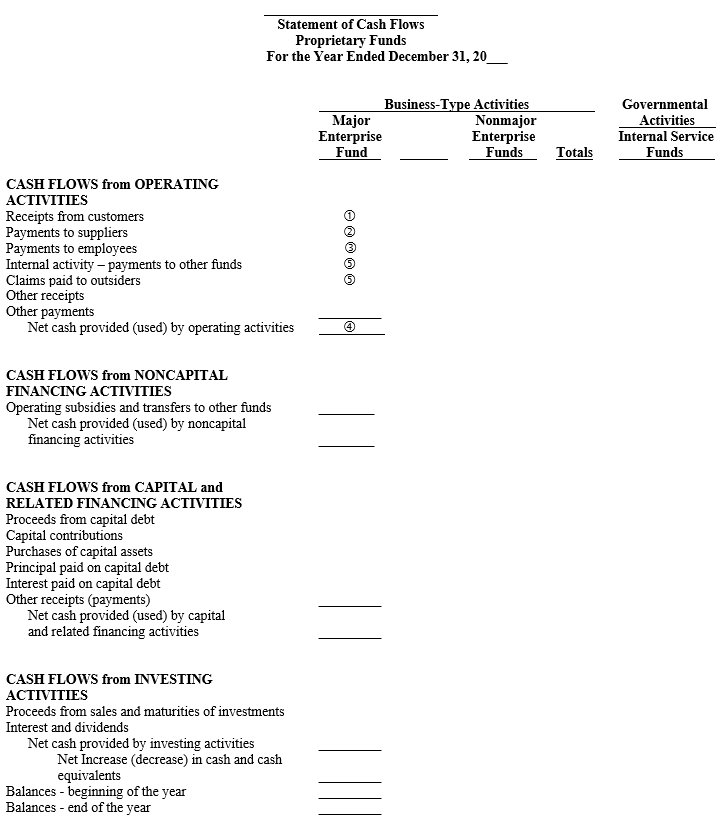 Statement of Cash Flows
Proprietary Funds
For the Year Ended December 31, 20___
Business-Type Activities Governmental
Major Nonmajor Activities
Enterprise Enterprise Internal Service
Fund Funds Totals Funds
CASH FLOWS from OPERATING
ACTIVITIES
Receipts from customers ①
Payments to suppliers ②
Payments to employees ③
Internal activity – payments to other funds ⑤
Claims paid to outsiders ⑤
Other receipts
Other payments
Net cash provided (used) by operating activities ④
CASH FLOWS from NONCAPITAL
FINANCING ACTIVITIES
Operating subsidies and transfers to other funds
Net cash provided (used) by noncapital
financing activities
CASH FLOWS from CAPITAL and
RELATED FINANCING ACTIVITIES
Proceeds from capital debt
Capital contributions
Purchases of capital assets
Principal paid on capital debt
Interest paid on capital debt
Other receipts (payments)
Net cash provided (used) by capital
and related financing activities
CASH FLOWS from INVESTING
ACTIVITIES
Proceeds from sales and maturities of investments
Interest and dividends
Net cash provided by investing activities
Net Increase (decrease) in cash and cash
equivalents
Balances - beginning of the year
Balances - end of the year